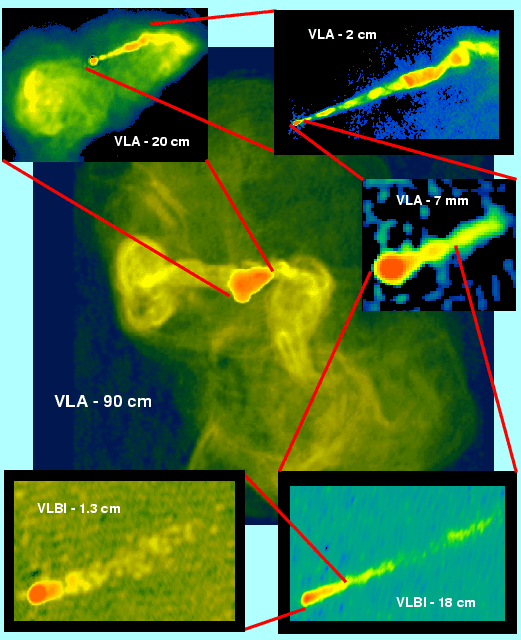 VLA - 2 cm
VLA - 20 cm
VLA - 7 mm
VLA - 90 cm
VLBI - 1.3 cm
VLBI - 18 cm